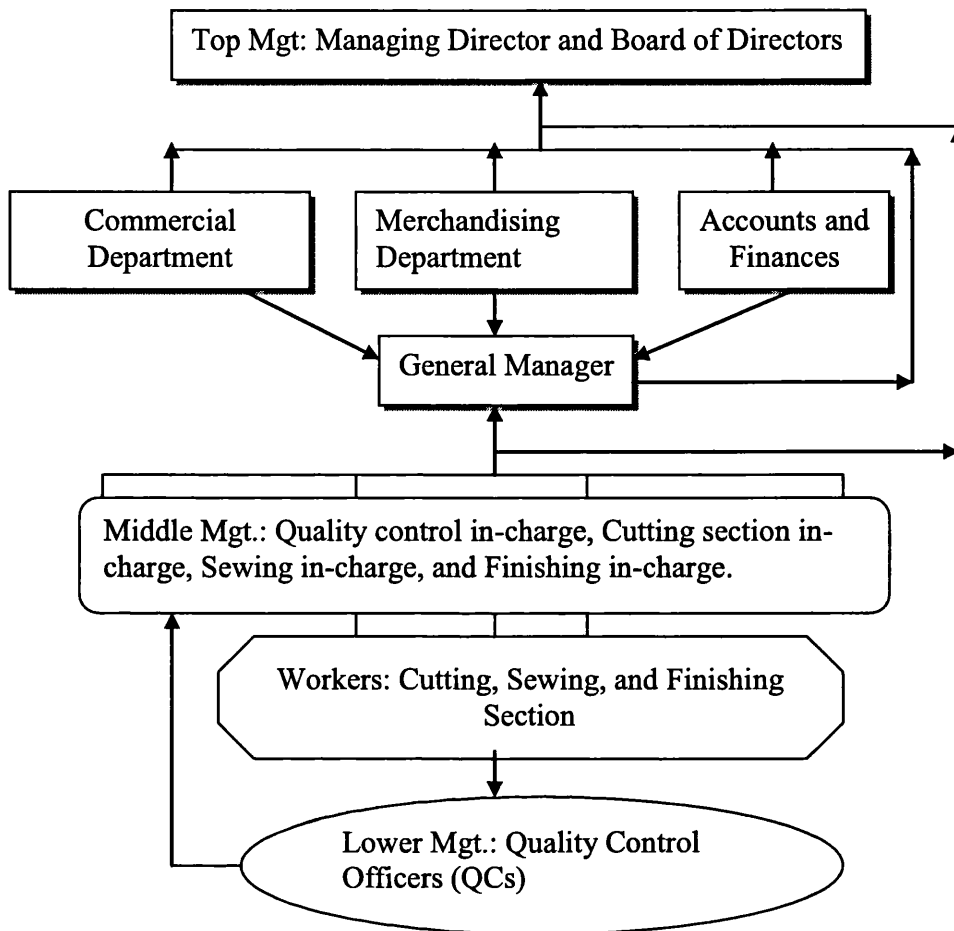 Top Mgt: Managing Director and Board of Directors
Commercial
Department
Merchandising
Department
Accounts and
Finances
General Manager
Middle Mgt.: Quality control in-charge, Cutting section in-
charge, Sewing in-charge, and Finishing in-charge.
Workers: Cutting, Sewing, and Finishing
Section
Lower Mgt.: Quality Control
Officers (QCs)